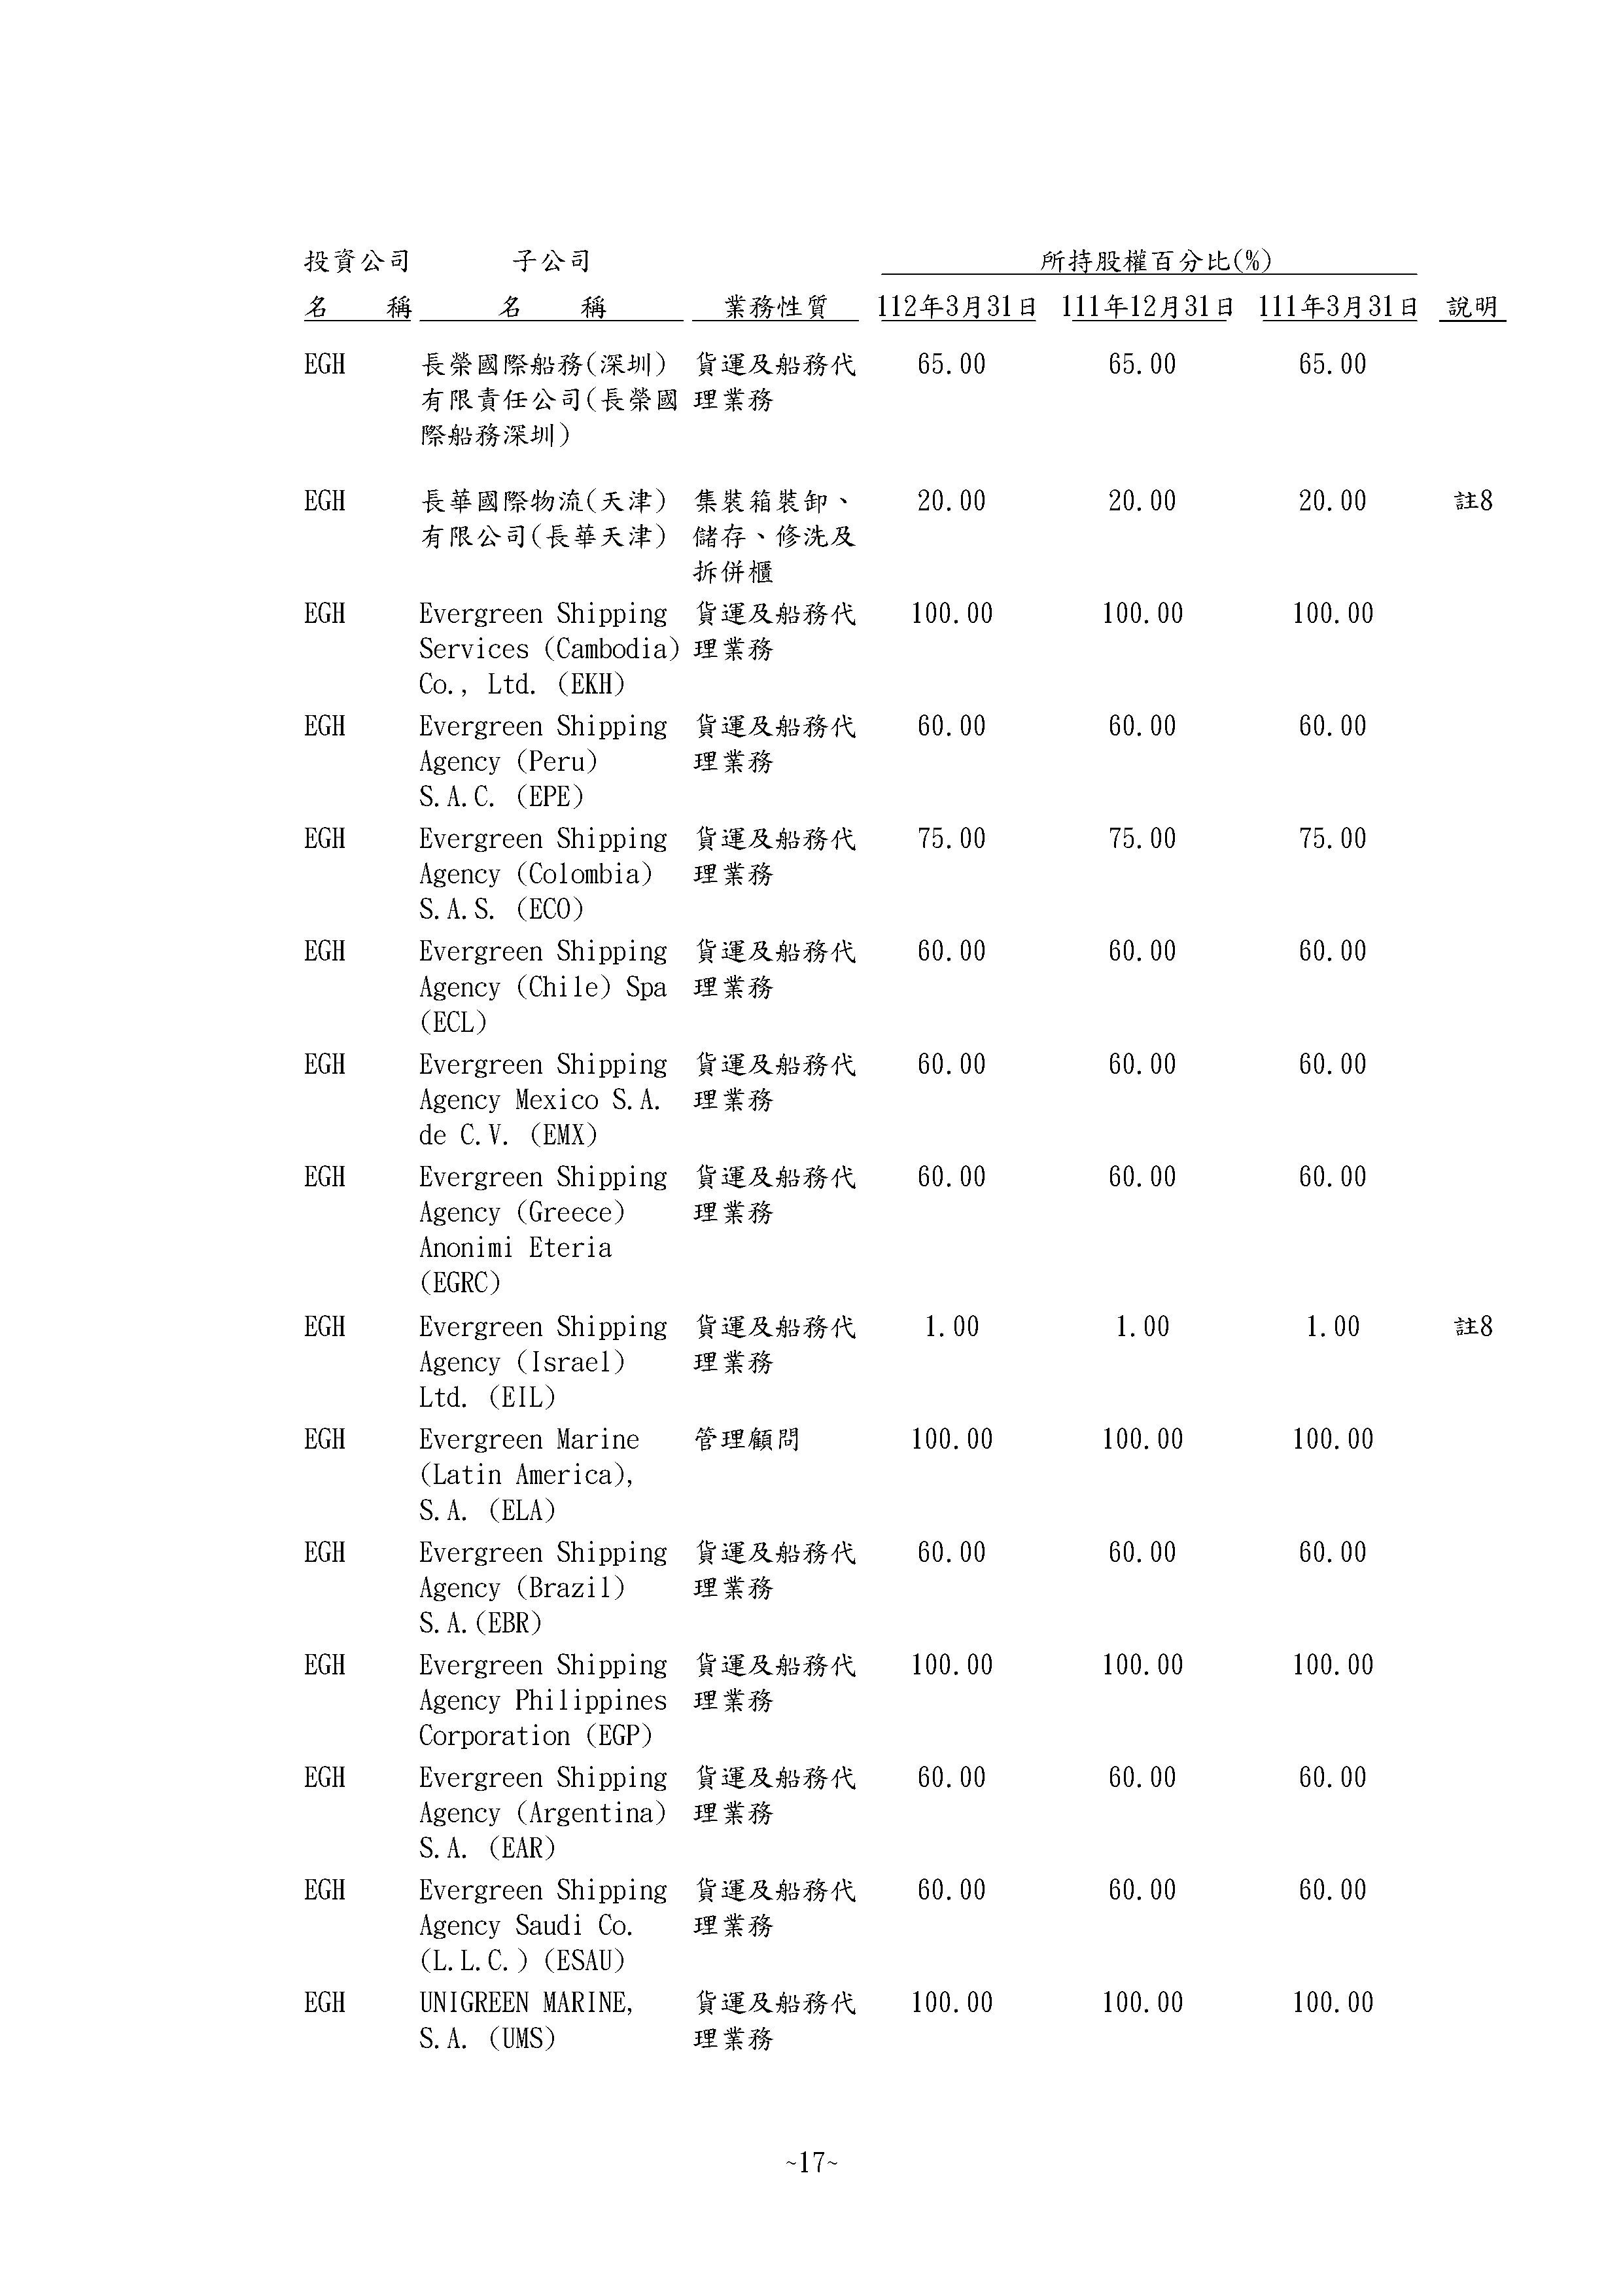 投資公司 子公司 所持股權百分比(%)
名 稱 名 稱 業務性質 112年3月31日 111年12月31日 111年3月31日 說明
EGH 長榮國際船務(深圳) 貨運及船務代 65.00 65.00 65.00
有限責任公司(長榮國 理業務
際船務深圳)
EGH 長華國際物流(天津) 集裝箱裝卸、 20.00 20.00 20.00 註8
有限公司(長華天津) 儲存、修洗及
拆併櫃
EGH Evergreen Shipping 貨運及船務代 100.00 100.00 100.00
Services (Cambodia) 理業務
Co., Ltd. (EKH)
EGH Evergreen Shipping 貨運及船務代 60.00 60.00 60.00
Agency (Peru) 理業務
S.A.C. (EPE)
EGH Evergreen Shipping 貨運及船務代 75.00 75.00 75.00
Agency (Colombia) 理業務
S.A.S. (ECO)
EGH Evergreen Shipping 貨運及船務代 60.00 60.00 60.00
Agency (Chile) Spa 理業務
(ECL)
EGH Evergreen Shipping 貨運及船務代 60.00 60.00 60.00
Agency Mexico S.A. 理業務
de C.V. (EMX)
EGH Evergreen Shipping 貨運及船務代 60.00 60.00 60.00
Agency (Greece) 理業務
Anonimi Eteria
(EGRC)
EGH Evergreen Shipping 貨運及船務代 1.00 1.00 1.00 註8
Agency (Israel) 理業務
Ltd. (EIL)
EGH Evergreen Marine 管理顧問 100.00 100.00 100.00
(Latin America),
S.A. (ELA)
EGH Evergreen Shipping 貨運及船務代 60.00 60.00 60.00
Agency (Brazil) 理業務
S.A.(EBR)
EGH Evergreen Shipping 貨運及船務代 100.00 100.00 100.00
Agency Philippines 理業務
Corporation (EGP)
EGH Evergreen Shipping 貨運及船務代 60.00 60.00 60.00
Agency (Argentina) 理業務
S.A. (EAR)
EGH Evergreen Shipping 貨運及船務代 60.00 60.00 60.00
Agency Saudi Co. 理業務
(L.L.C.) (ESAU)
EGH UNIGREEN MARINE, 貨運及船務代 100.00 100.00 100.00
S.A. (UMS) 理業務
~17~